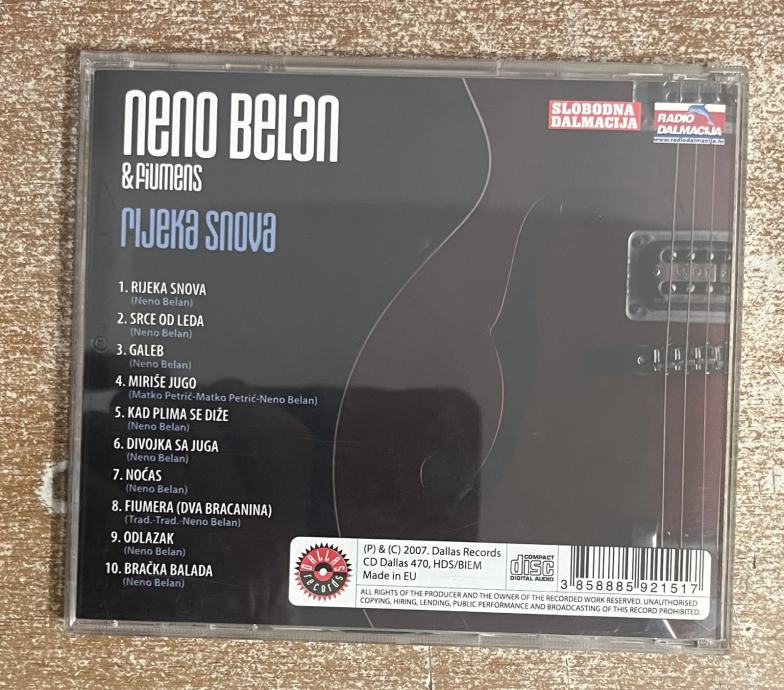 neno Belan
& fiumens
rijeka snova
SLOBODNA
DALMACIJA
RADIO
DALMACIJA
www.radiodalmacija.hr
1. RIJEKA SNOVA
(Neno Belan)
2. SRCE OD LEDA
(Neno Belan)
3. GALEB
(Neno Belan)
4. MIRIŠE JUGO
(Matko Petrić-Matko Petrić-Neno Belan)
5. KAD PLIMA SE DIŽE
(Neno Belan)
6. DIVOJKA SA JUGA
(Neno Belan)
7. NOĆAS
(Neno Belan)
8. FIUMERA (DVA BRACANINA)
(Trad.-Trad.-Neno Belan)
9. ODLAZAK
(Neno Belan)
10. BRAČKA BALADA
(Neno Belan)
DALLAS
records
(P) & (C) 2007. Dallas Records
CD Dallas 470, HDS/BIEM
Made in EU
COMPACT
disc
DIGITAL AUDIO
3 858885 921517
ALL RIGHTS OF THE PRODUCER AND THE OWNER OF THE RECORDED WORK RESERVED. UNAUTHORISED
COPYING, HIRING, LENDING, PUBLIC PERFORMANCE AND BROADCASTING OF THIS RECORD PROHIBITED.